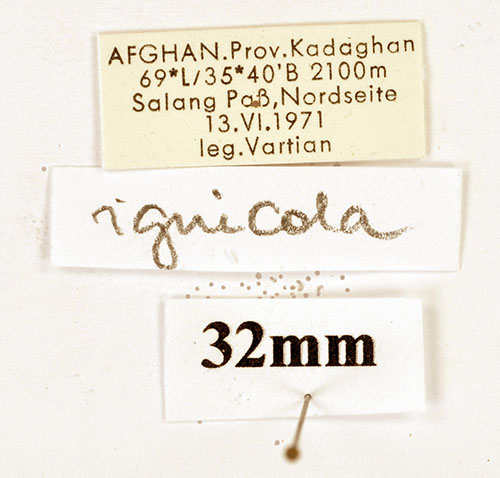 AFGHAN.Prov.Kadaghan
69*L/35*40'B 2100m
Salang Paß,Nordseite
13.VI.1971
leg.Vartian
ignicola
32mm